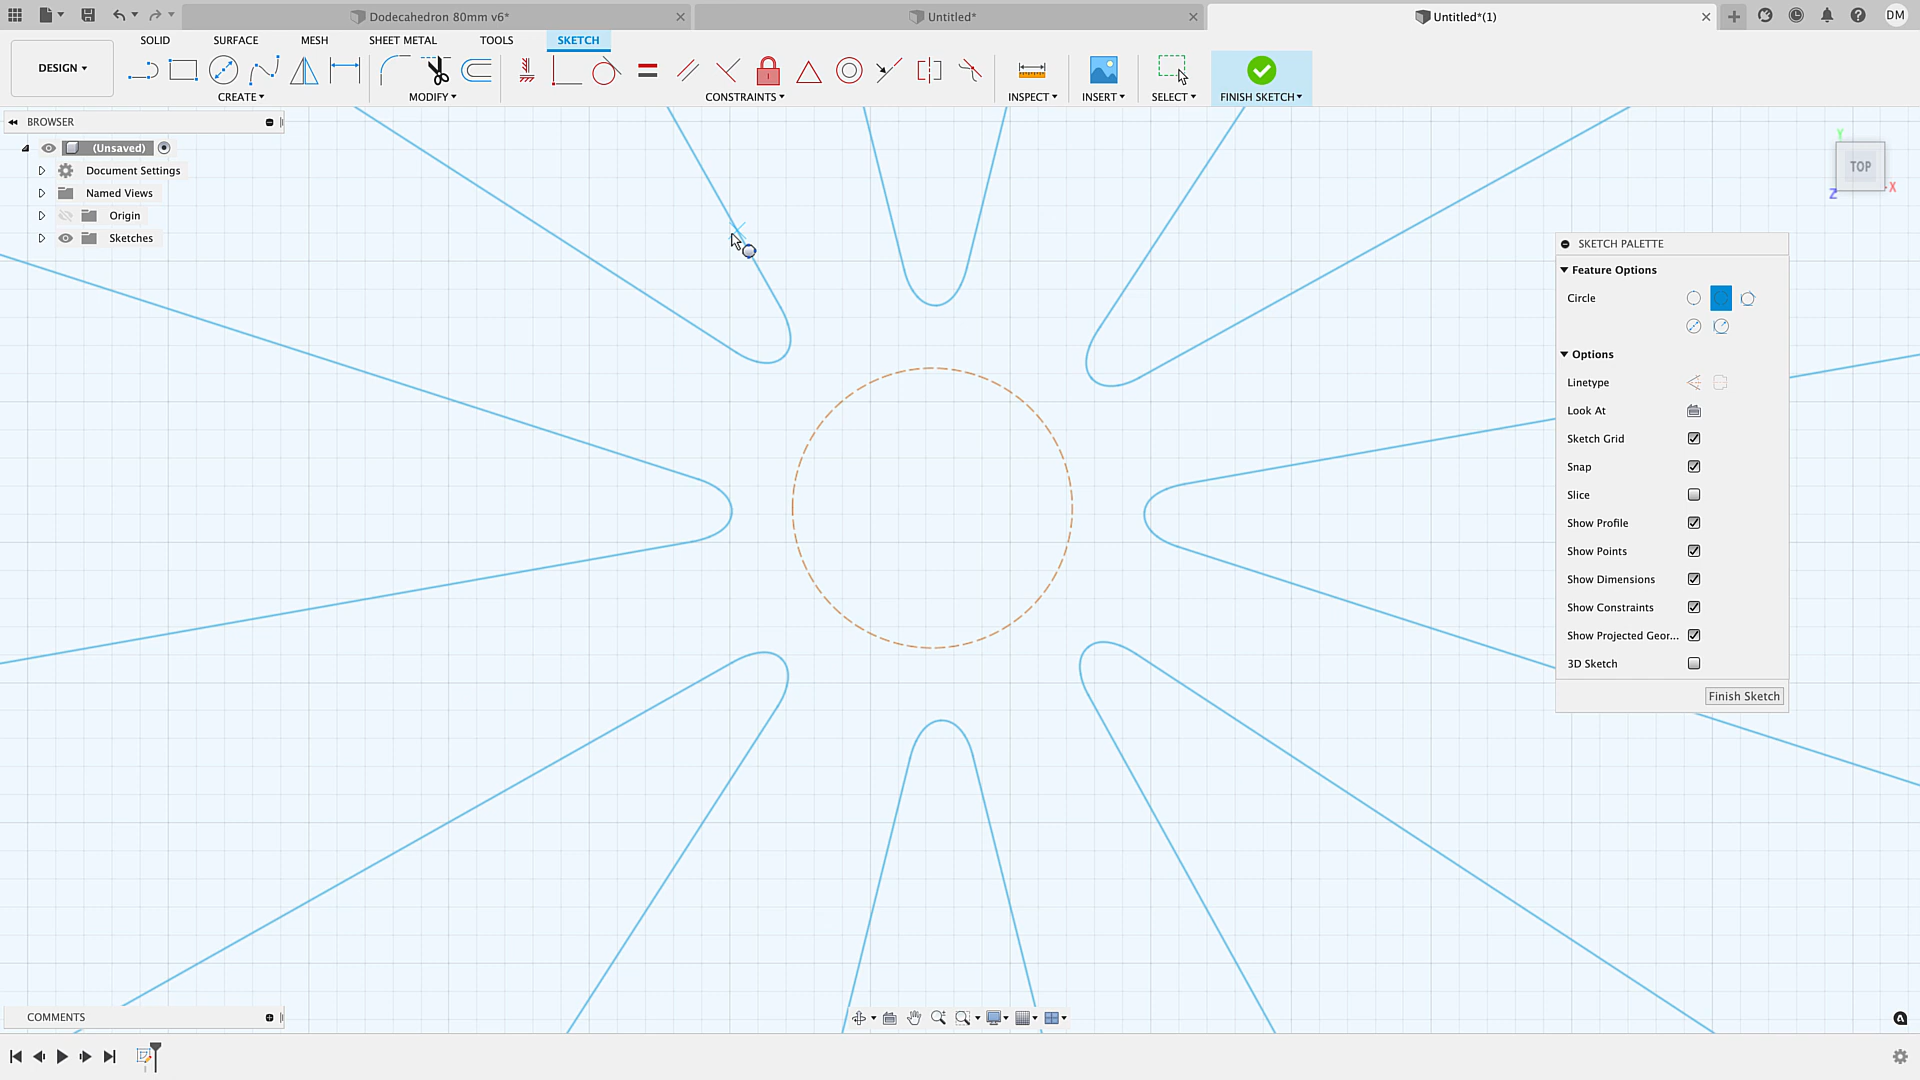 Dodecahedron 80mm v6*
Untitled*
Untitled*(1)
DM
SOLID
SURFACE
MESH
SHEET METAL
TOOLS
SKETCH
DESIGN
CREATE
MODIFY
CONSTRAINTS
INSPECT
INSERT
SELECT
FINISH SKETCH
BROWSER
(Unsaved)
Document Settings
Named Views
Origin
Sketches
Y
TOP
Z
X
SKETCH PALETTE
Feature Options
Circle
Options
Linetype
Look At
Sketch Grid
Snap
Slice
Show Profile
Show Points
Show Dimensions
Show Constraints
Show Projected Geor...
3D Sketch
Finish Sketch
COMMENTS